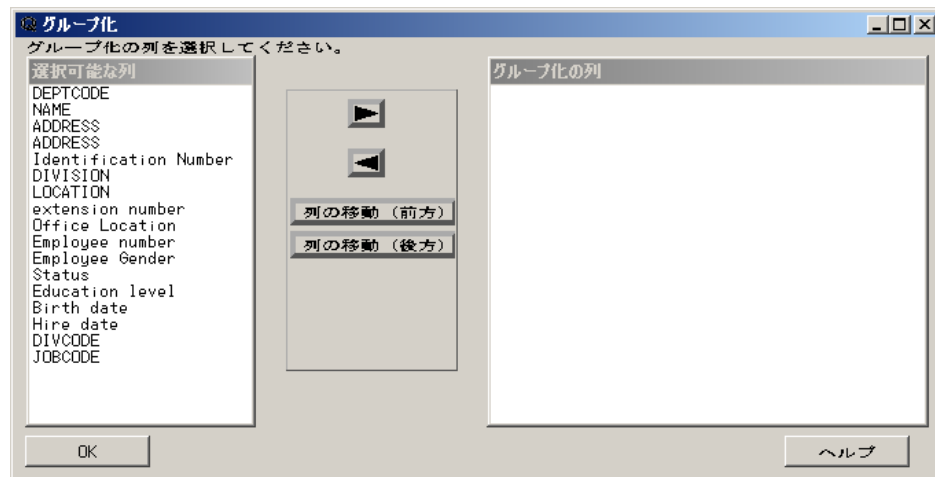 グループ化
グループ化の列を選択してください。
選択可能な列
DEPTCODE
NAME
ADDRESS
ADDRESS
Identification Number
DIVISION
LOCATION
extension number
Office Location
Employee number
Employee Gender
Status
Education level
Birth date
Hire date
DIVCODE
JOBCODE
列の移動 (前方)
列の移動 (後方)
グループ化の列
OK
ヘルプ